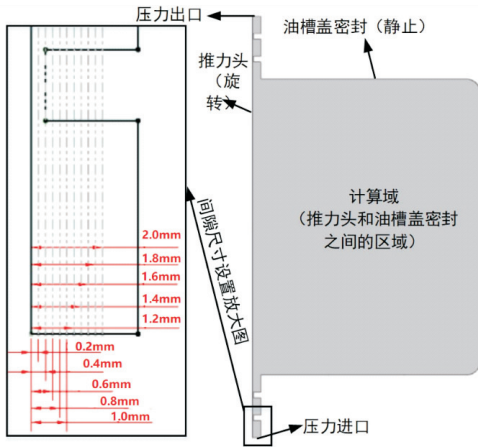 压力出口
油槽盖密封（静止）
推力头
（旋
转）
计算域
（推力头和油槽盖密封
之间的区域）
间隙尺寸设置放大图
2.0mm
1.8mm
1.6mm
1.4mm
1.2mm
0.2mm
0.4mm
0.6mm
0.8mm
1.0mm
压力进口